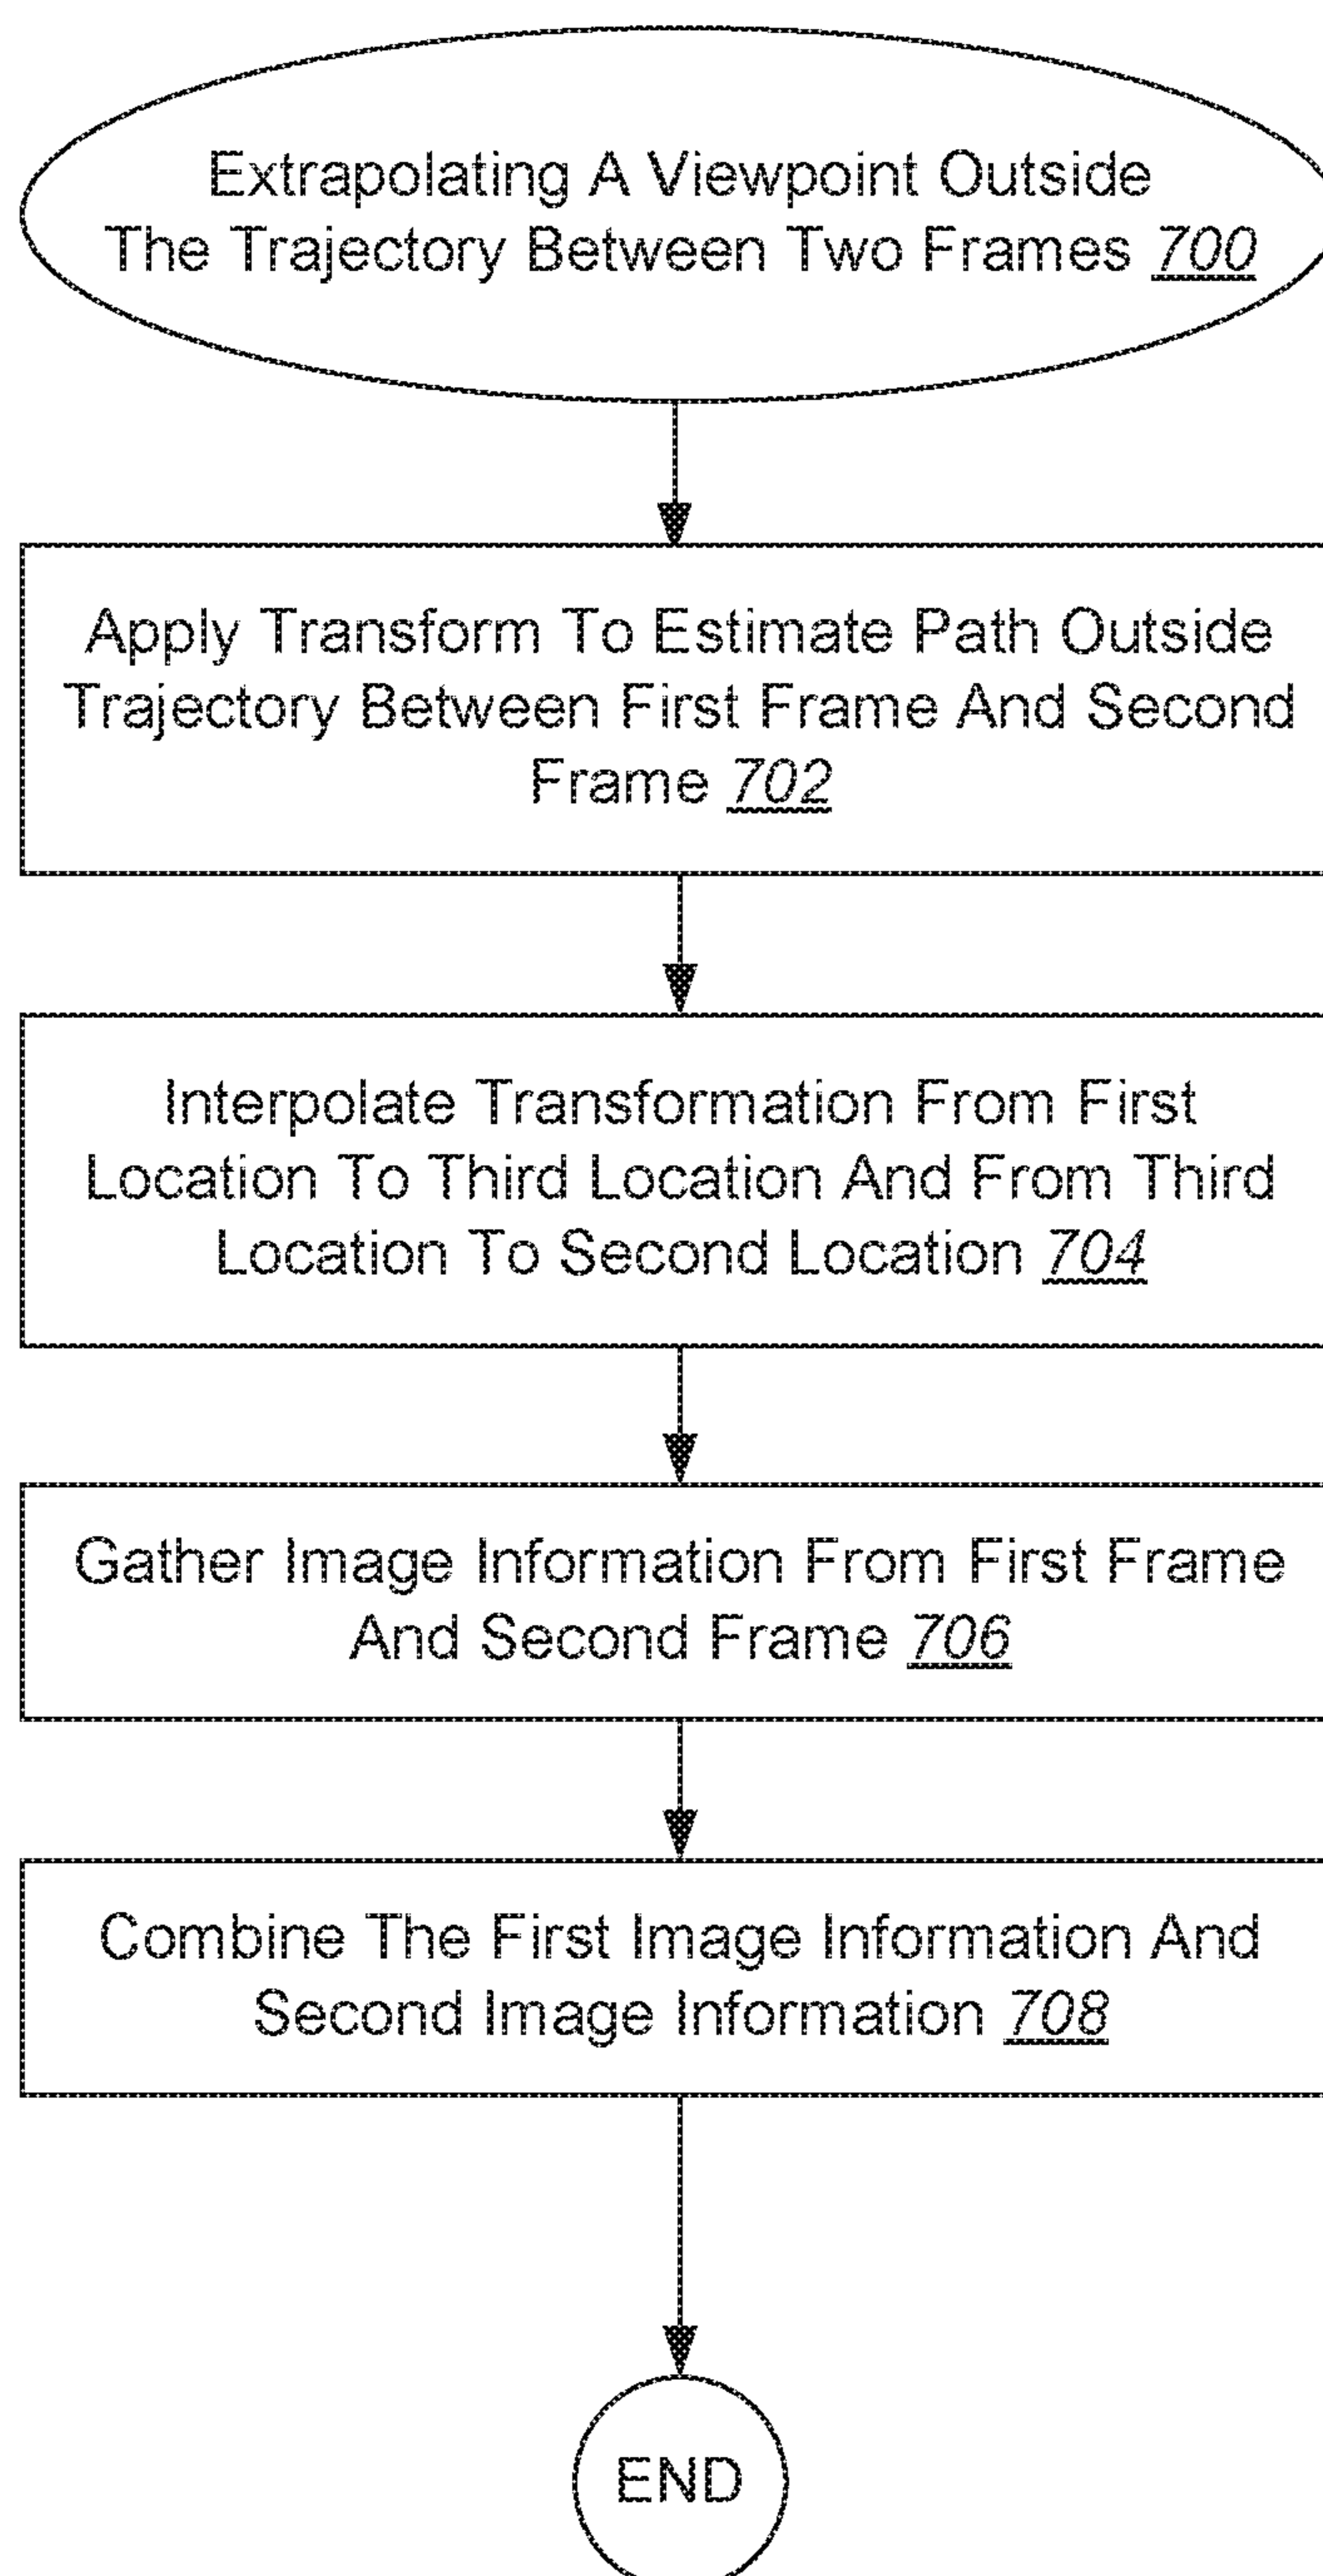 Extrapolating A Viewpoint Outside
The Trajectory Between Two Frames 700
Apply Transform To Estimate Path Outside
Trajectory Between First Frame And Second
Frame 702
Interpolate Transformation From First
Location To Third Location And From Third
Location To Second Location 704
Gather Image Information From First Frame
And Second Frame 706
Combine The First Image Information And
Second Image Information 708
END